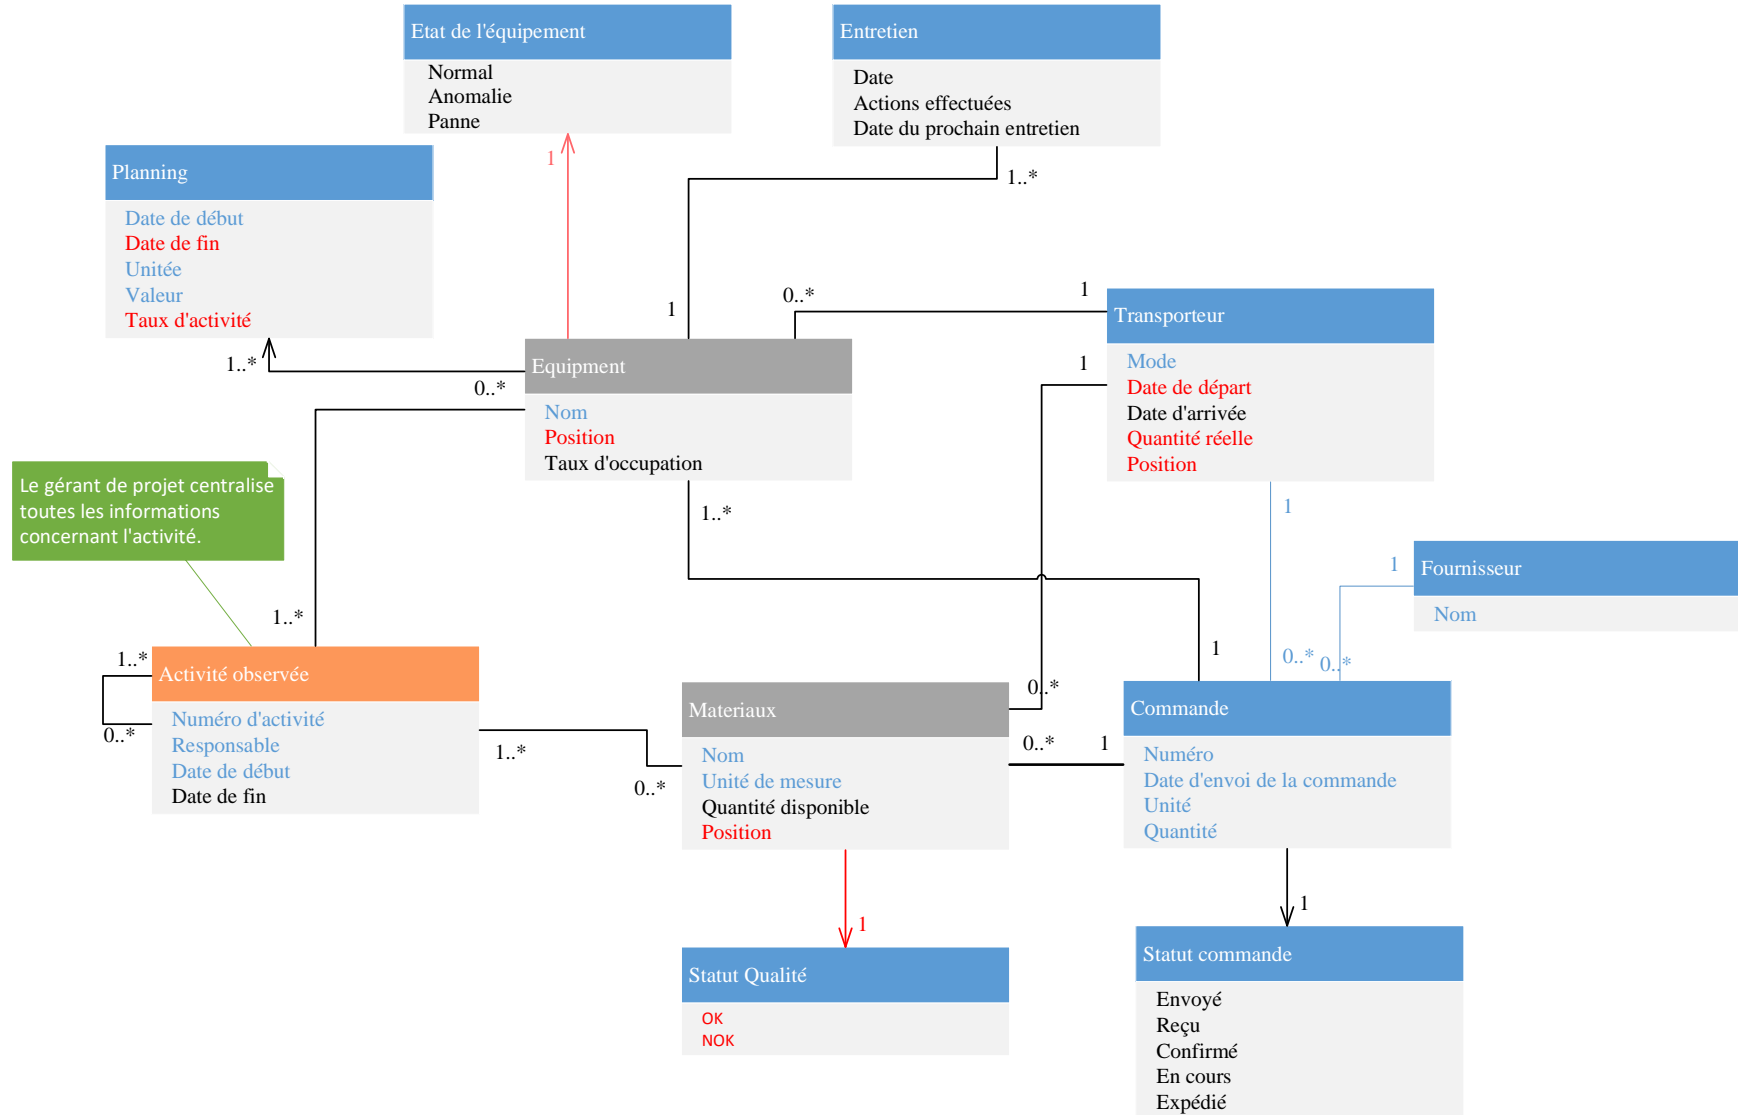 Etat de l'équipement
Normal
Anomalie
Panne
1
Entretien
Date
Actions effectuées
Date du prochain entretien
1..*
Planning
Date de début
Date de fin
Unitée
Valeur
Taux d'activité
1..*
0..*
1
0..*
1
Transporteur
Mode
Date de départ
Date d'arrivée
Quantité réelle
Position
1
1
Equipment
Nom
Position
Taux d'occupation
1..*
Le gérant de projet centralise
toutes les informations
concernant l'activité.
1..*
1..*
0..*
Activité observée
Numéro d'activité
Responsable
Date de début
Date de fin
1..*
0..*
Materiaux
Nom
Unité de mesure
Quantité disponible
Position
0..*
0..*
1
1
0..*
0..*
1
Fournisseur
Nom
Commande
Numéro
Date d'envoi de la commande
Unité
Quantité
1
Statut Qualité
OK
NOK
1
Statut commande
Envoyé
Reçu
Confirmé
En cours
Expédié